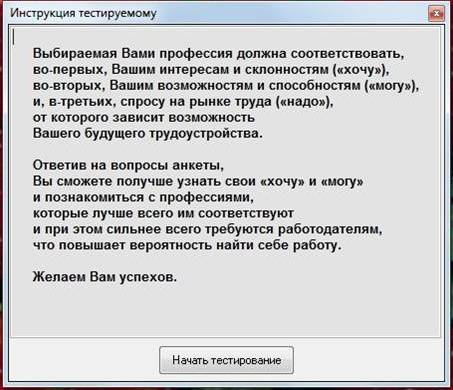 Инструкция тестируемому
Выбираемая Вами профессия должна соответствовать,
во-первых, Вашим интересам и склонностям («хочу»),
во-вторых, Вашим возможностям и способностям («могу»),
и, в-третьих, спросу на рынке труда («надо»),
от которого зависит возможность
Вашего будущего трудоустройства.
Ответив на вопросы анкеты,
Вы сможете получше узнать свои «хочу» и «могу»
и познакомиться с профессиями,
которые лучше всего им соответствуют
и при этом сильнее всего требуются работодателям,
что повышает вероятность найти себе работу.
Желаем Вам успехов.
Начать тестирование